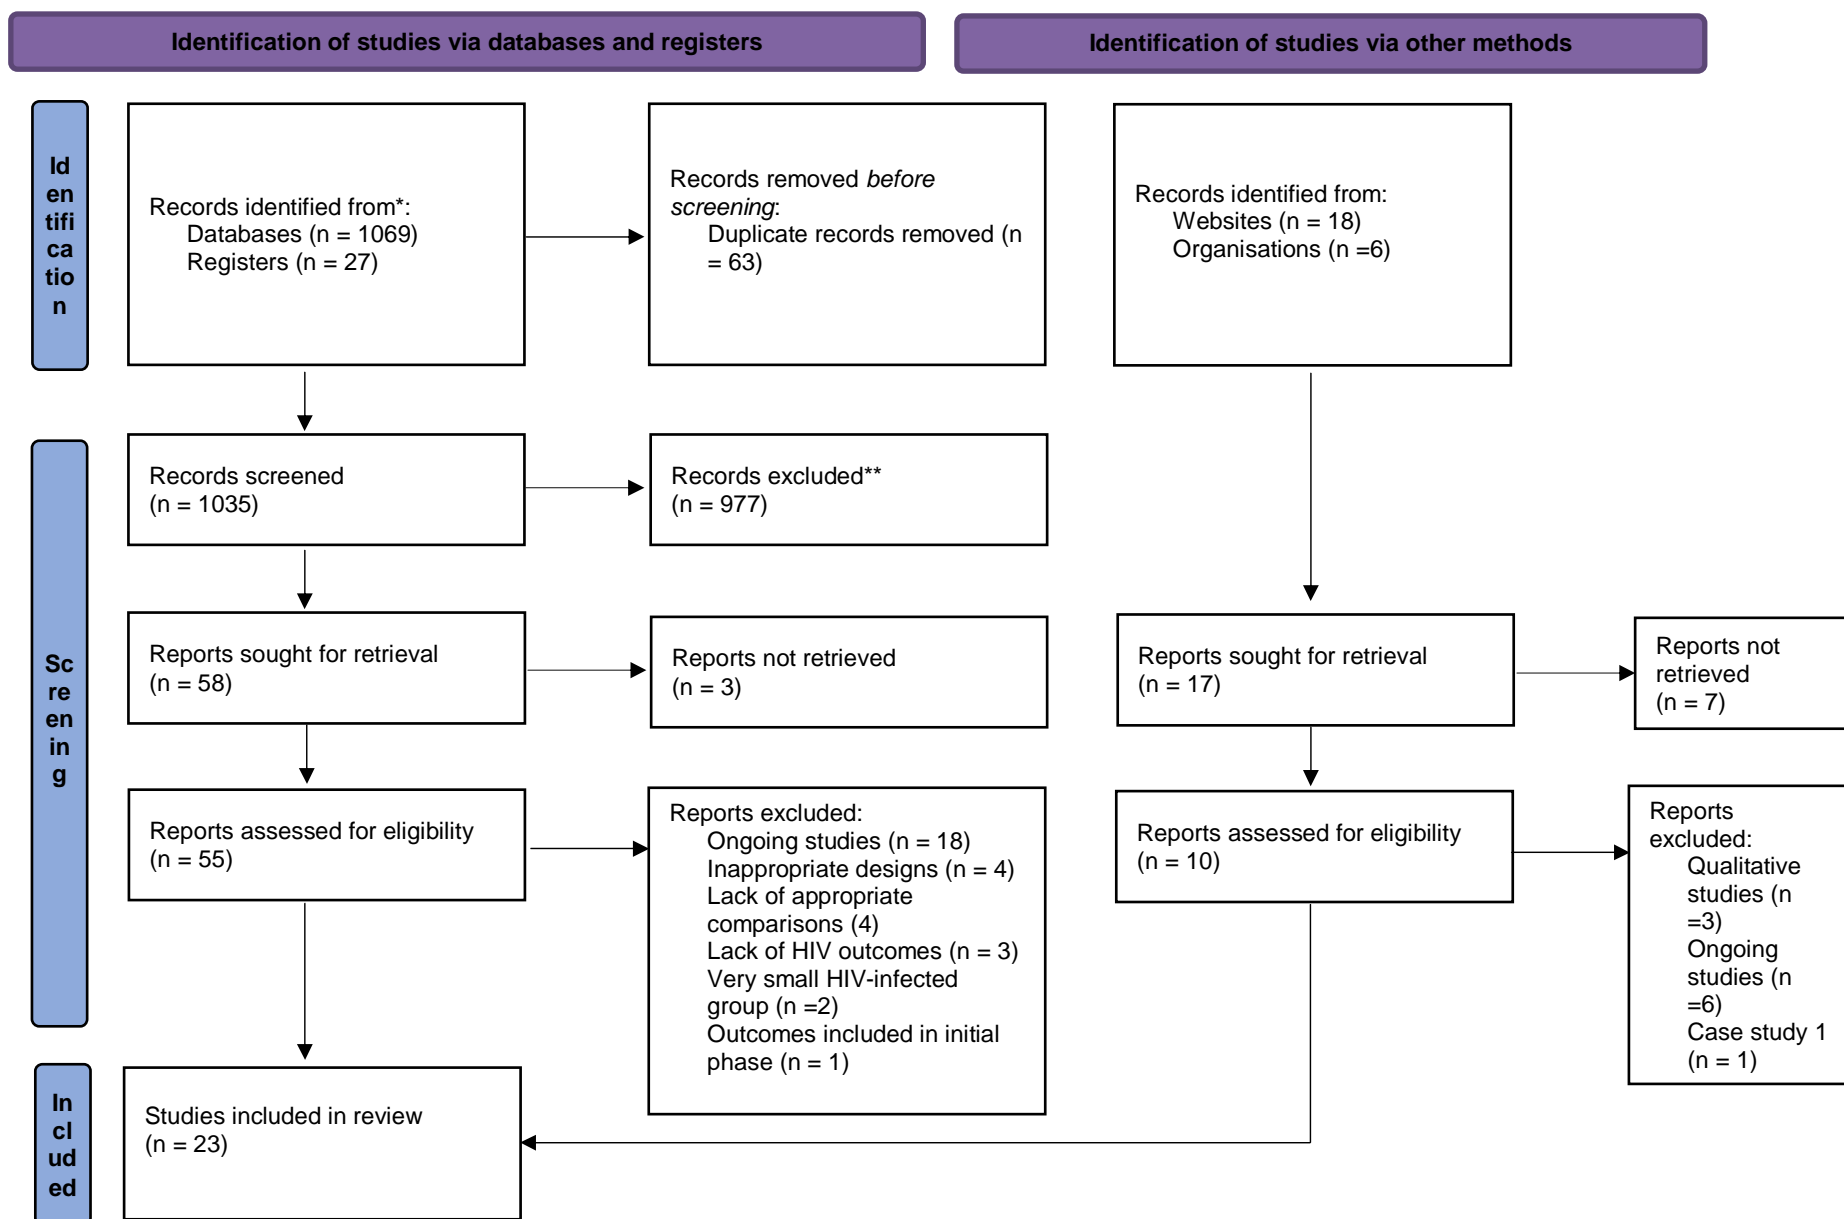 Identification of studies via databases and registers
Identification of studies via other methods
Id
en
tifi
ca
tio
n
Records identified from*:
Databases (n = 1069)
Registers (n = 27)
Records removed before
screening:
Duplicate records removed (n
= 63)
Records identified from:
Websites (n = 18)
Organisations (n =6)
Sc
re
en
in
g
Records screened
(n = 1035)
Records excluded**
(n = 977)
Reports sought for retrieval
(n = 58)
Reports not retrieved
(n = 3)
Reports sought for retrieval
(n = 17)
Reports not
retrieved
(n = 7)
Reports assessed for eligibility
(n = 55)
Reports excluded:
Ongoing studies (n = 18)
Inappropriate designs (n = 4)
Lack of appropriate
comparisons (4)
Lack of HIV outcomes (n = 3)
Very small HIV-infected
group (n =2)
Outcomes included in initial
phase (n = 1)
Reports assessed for eligibility
(n = 10)
Reports
excluded:
Qualitative
studies (n
=3)
Ongoing
studies (n
=6)
Case study 1
(n = 1)
In
cl
ud
ed
Studies included in review
(n = 23)